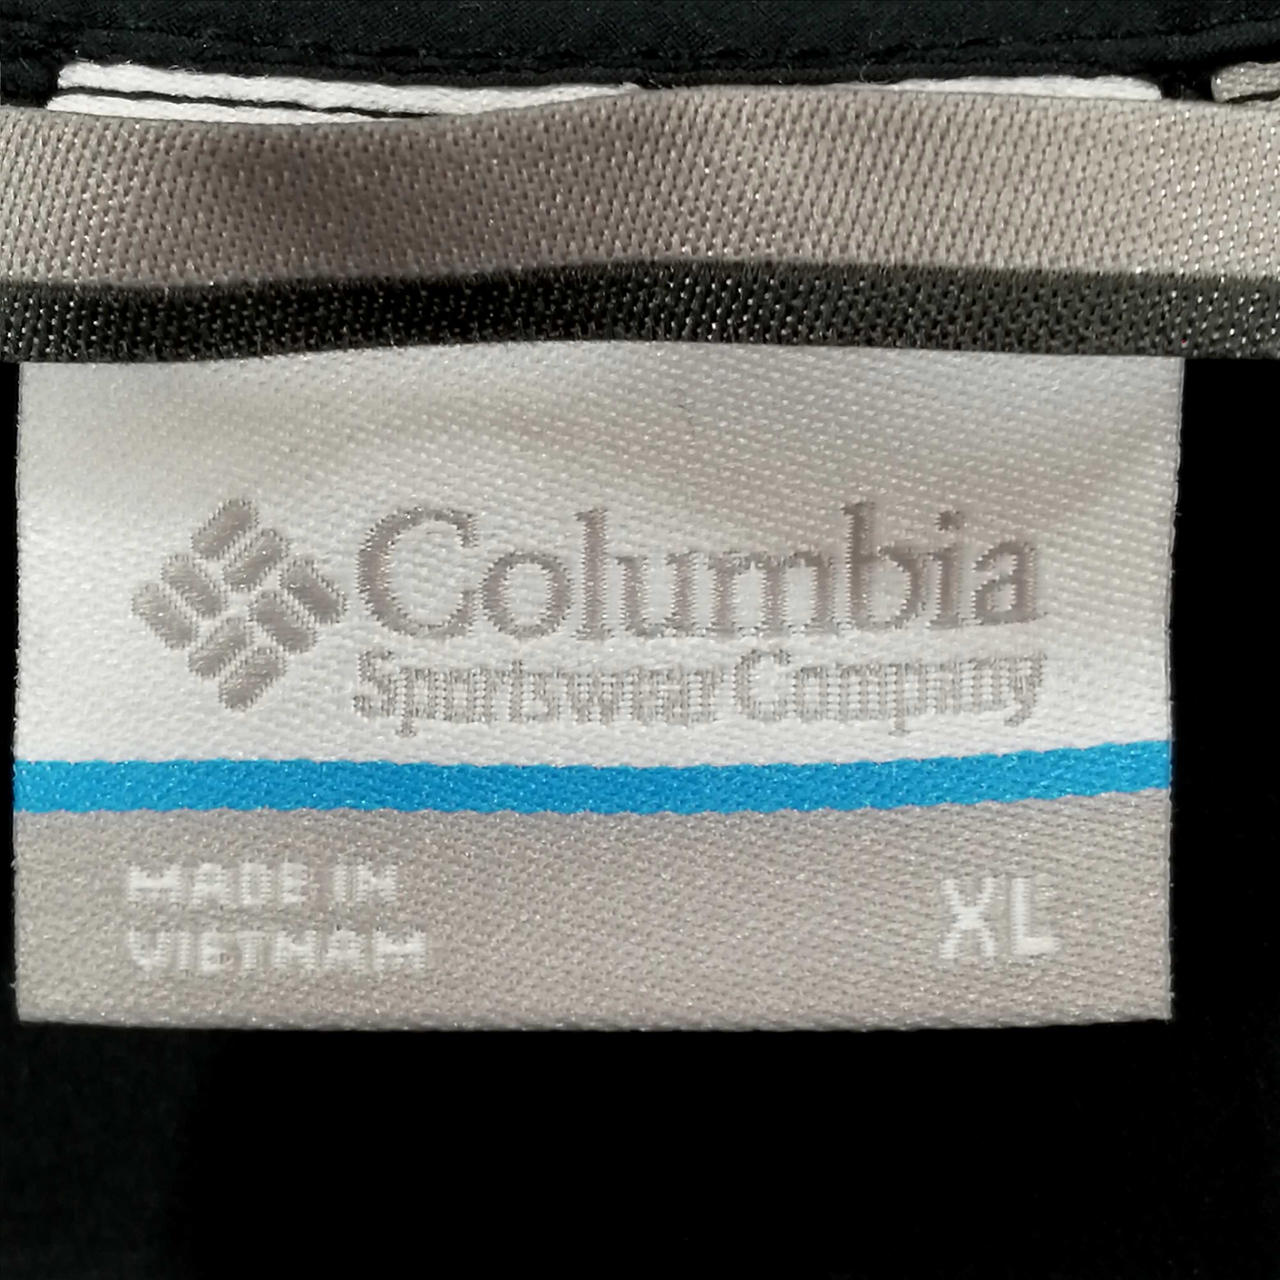 Columbia
Sportswear Company
MADE IN
VIETNAM
XL